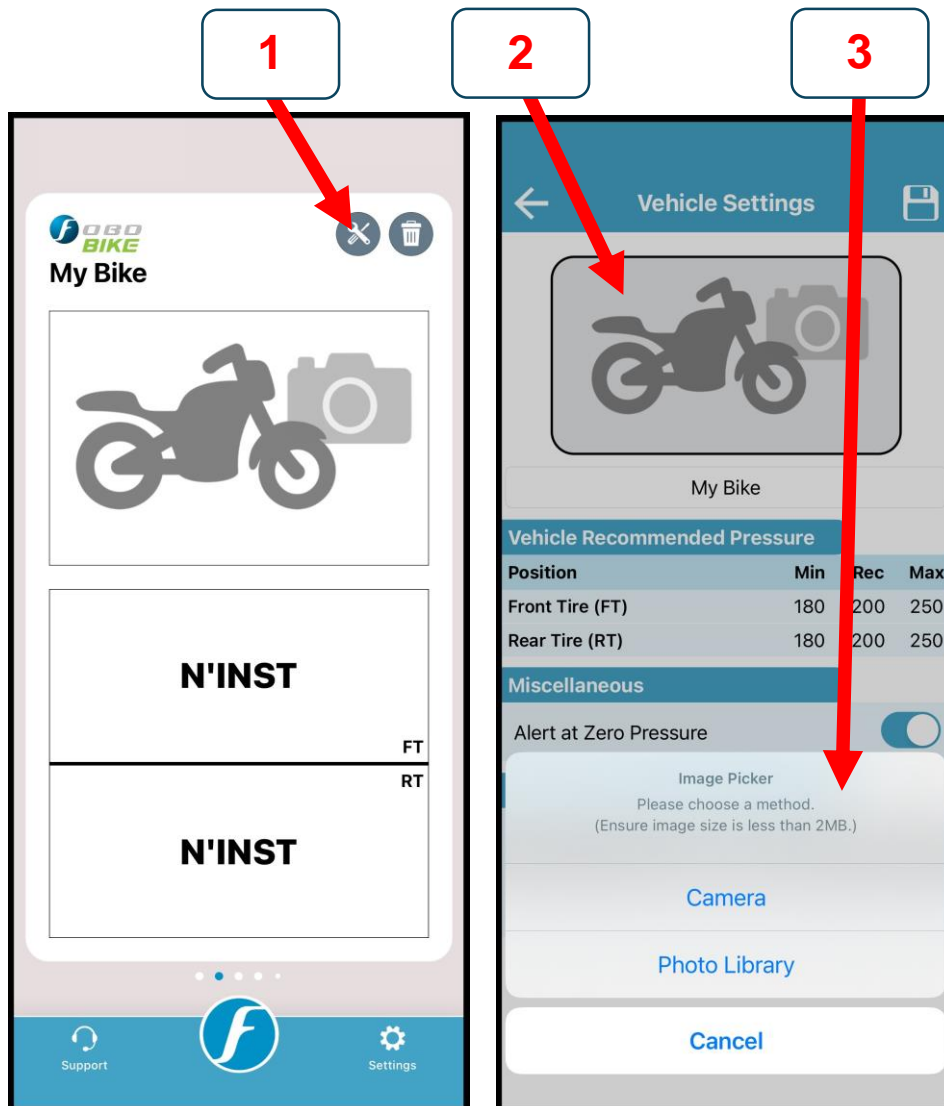 1
2
3
FOBO
BIKE
My Bike
N'INST
FT
RT
N'INST
Support
Settings
Vehicle Settings
My Bike
Vehicle Recommended Pressure
Position Min Rec Max
Front Tire (FT) 180 200 250
Rear Tire (RT) 180 200 250
Miscellaneous
Alert at Zero Pressure
Image Picker
Please choose a method.
(Ensure image size is less than 2MB.)
Camera
Photo Library
Cancel